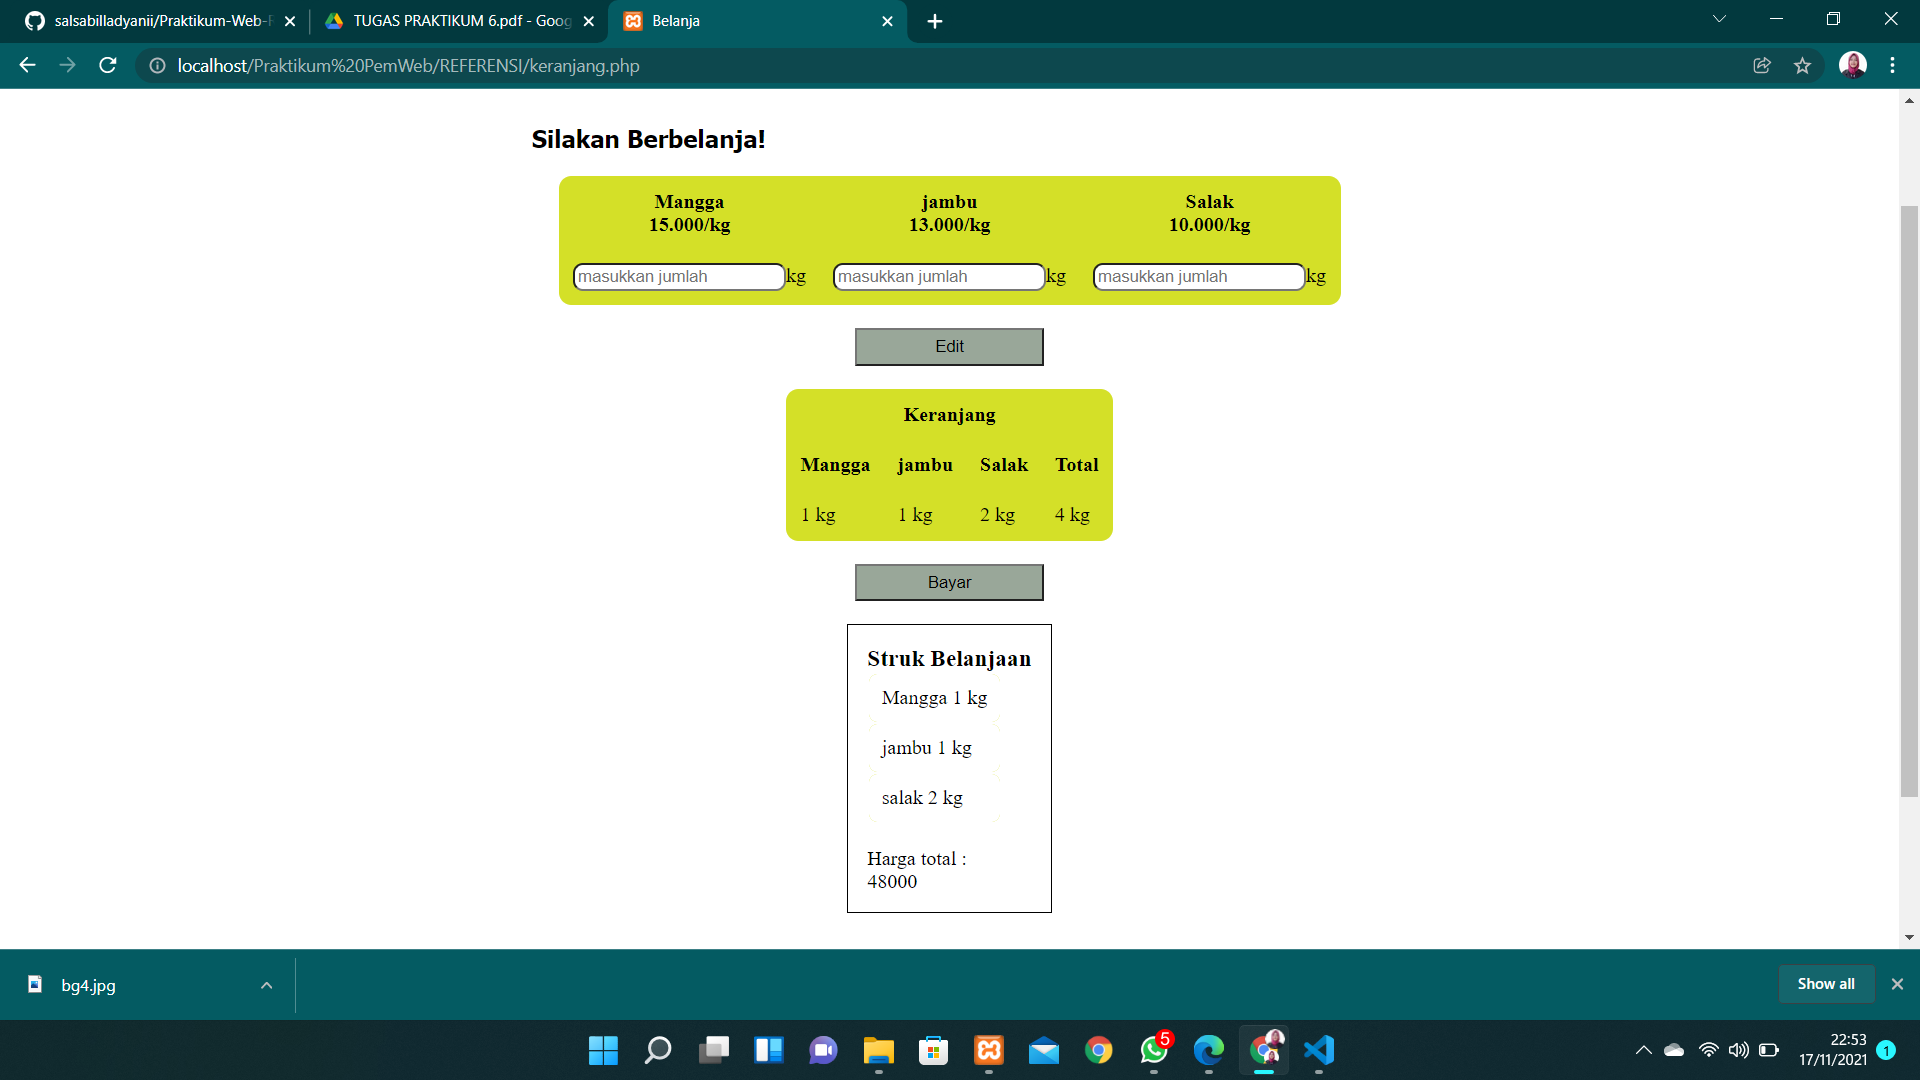 salsabilladyanii/Praktikum-Web-R
TUGAS PRAKTIKUM 6.pdf - Goog
Belanja
localhost/Praktikum%20PemWeb/REFERENSI/keranjang.php
Silakan Berbelanja!
Mangga jambu Salak
15.000/kg 13.000/kg 10.000/kg
masukkan jumlah kg masukkan jumlah kg masukkan jumlah kg
Edit
Keranjang
Mangga jambu Salak Total
1 kg 1 kg 2 kg 4 kg
Bayar
Struk Belanjaan
Mangga 1 kg
jambu 1 kg
salak 2 kg
Harga total :
48000
bg4.jpg
Show all
5
22:53
17/11/2021
1